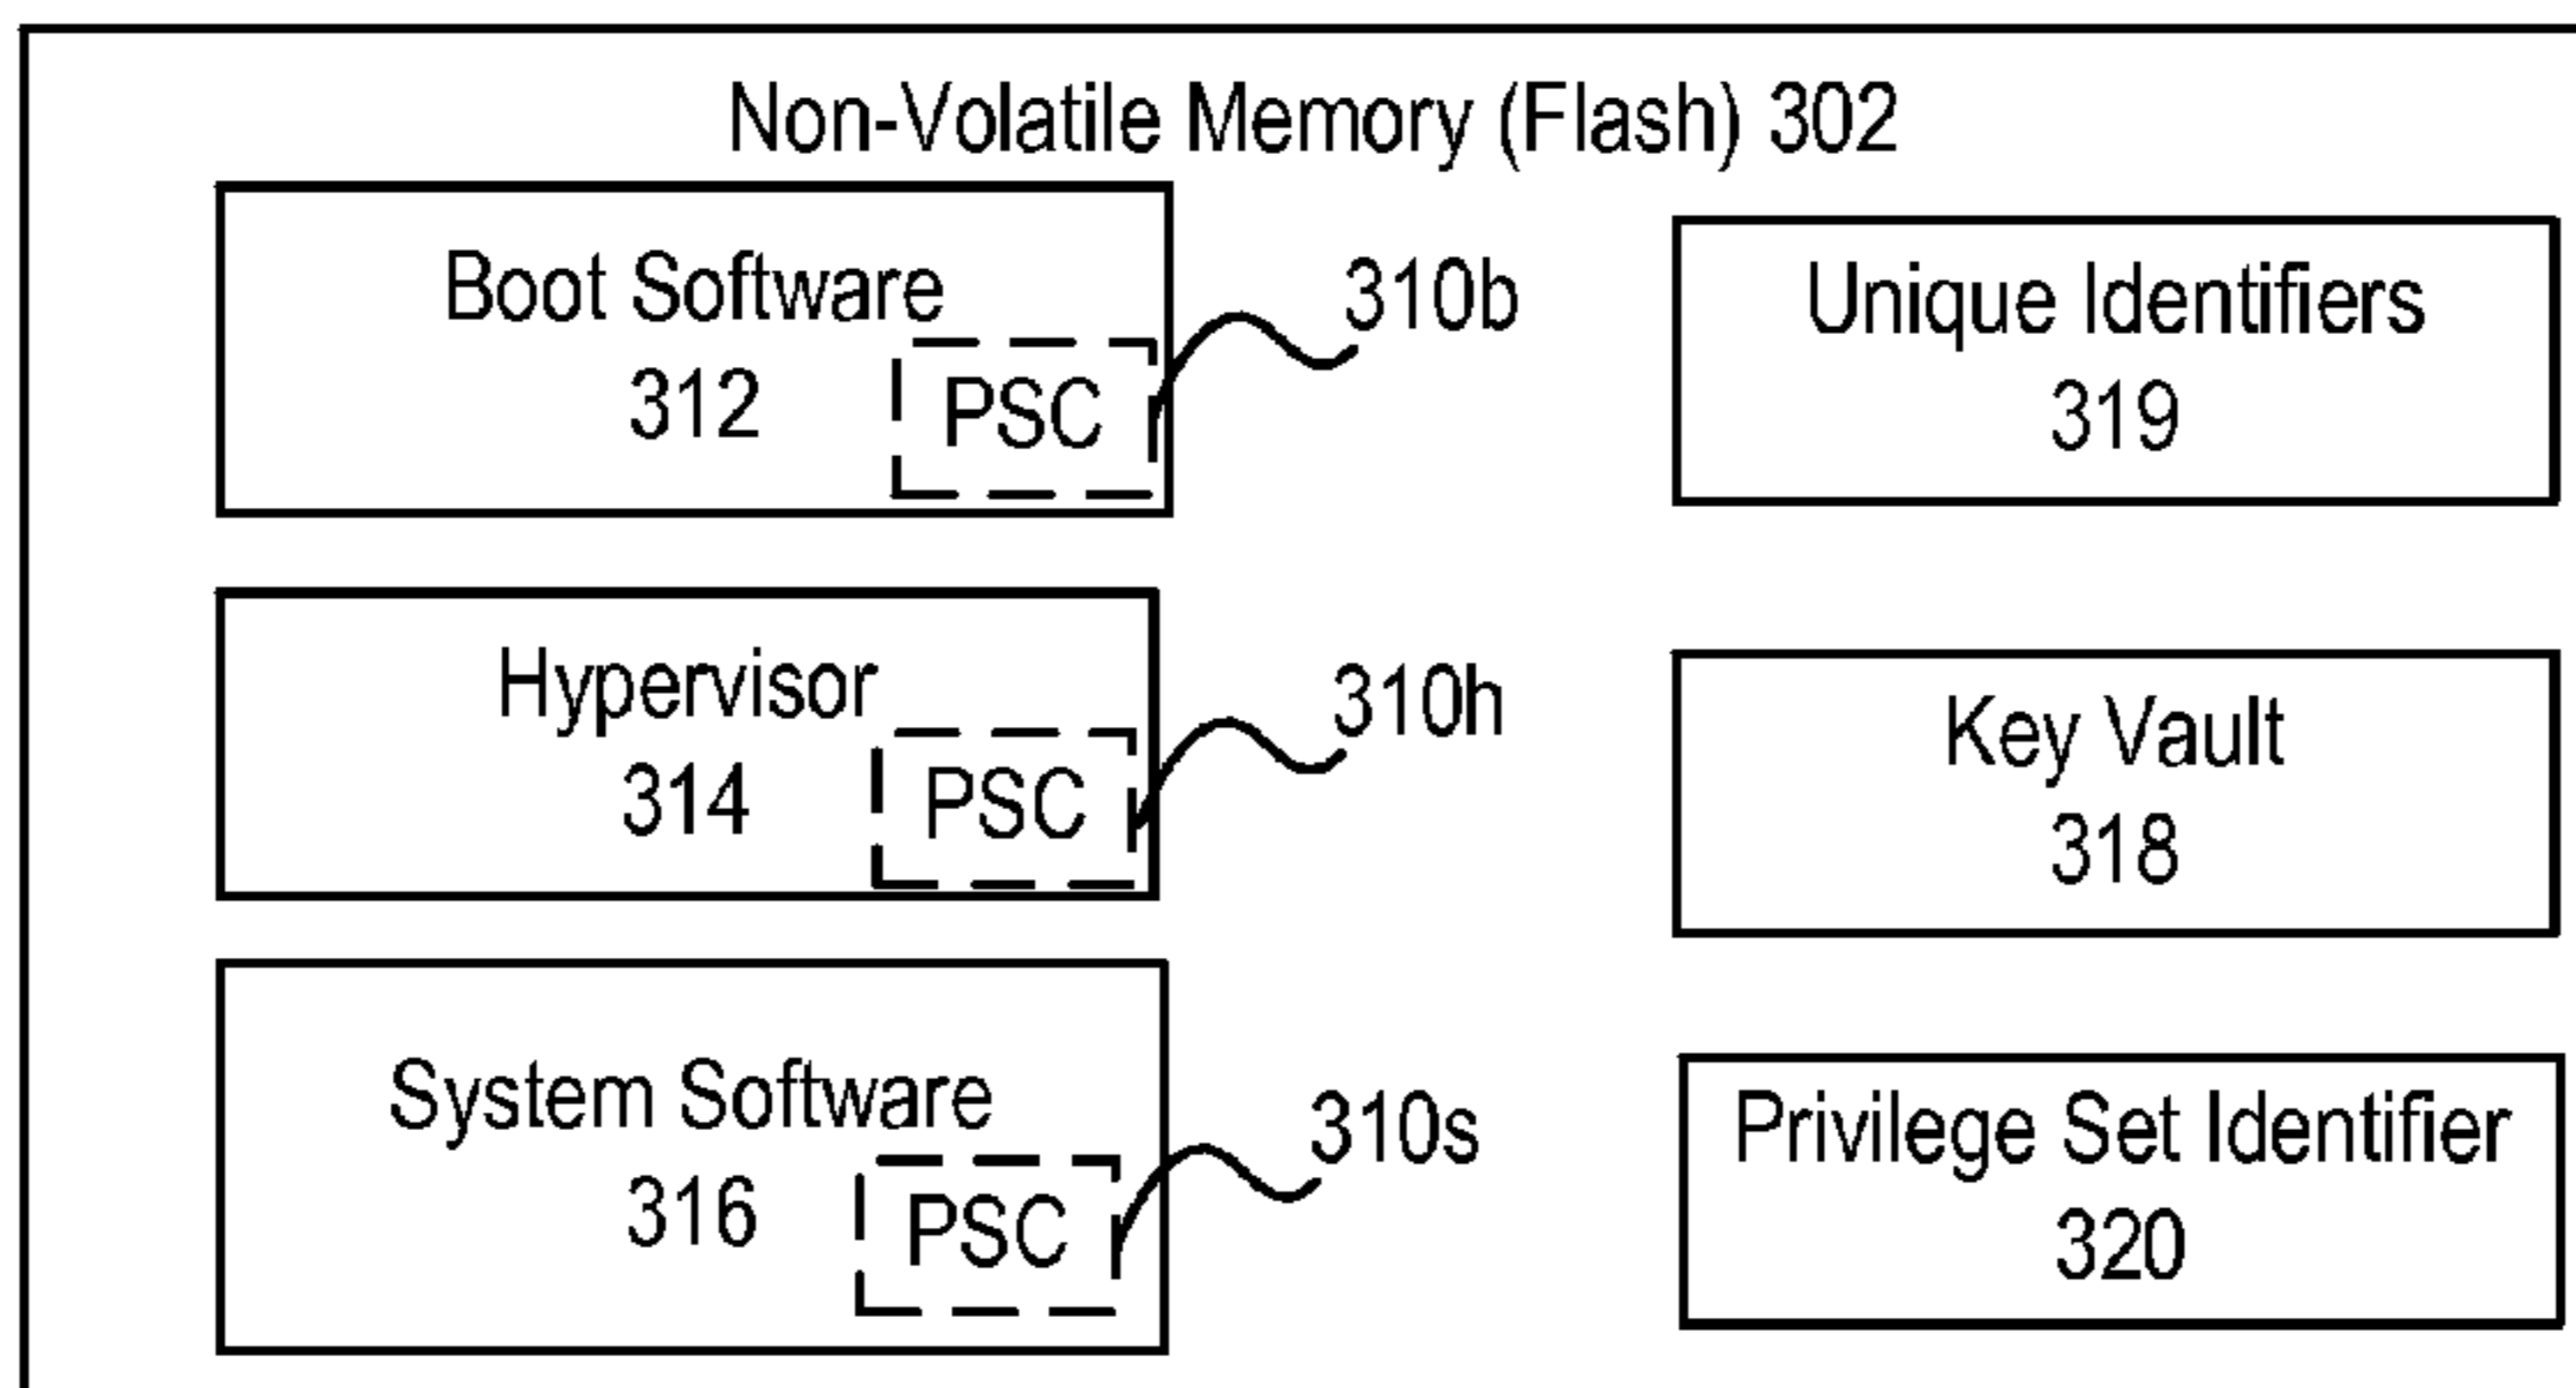 Non-Volatile Memory (Flash) 302
Boot Software
312
PSC
310b
Unique Identifiers
319
Hypervisor
314
PSC
310h
Key Vault
318
System Software
316
PSC
310s
Privilege Set Identifier
320